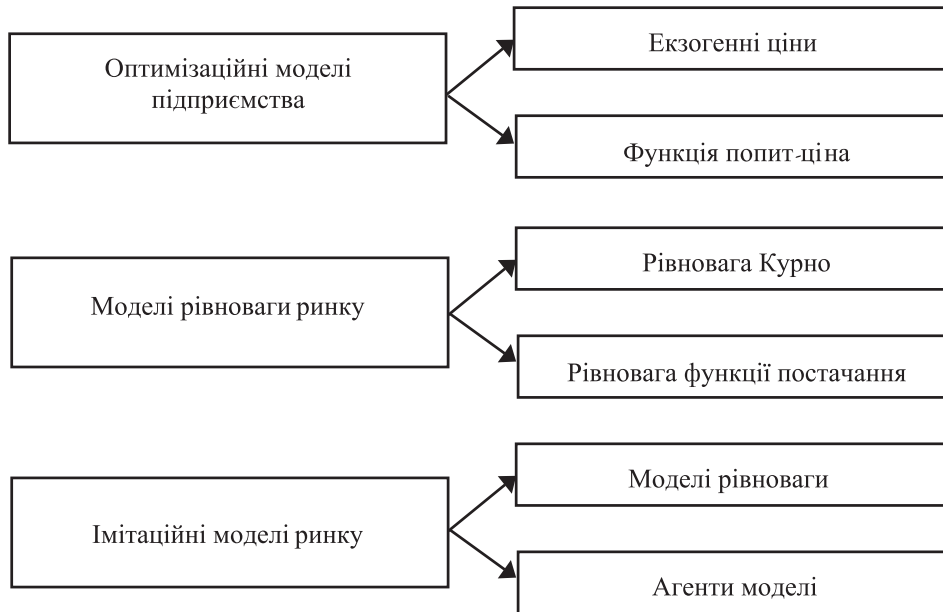 Оптимізаційні моделі
підприємства
Екзогенні ціни
Функція попит-ціна
Моделі рівноваги ринку
Рівновага Курно
Рівновага функції постачання
Імітаційні моделі ринку
Моделі рівноваги
Агенти моделі